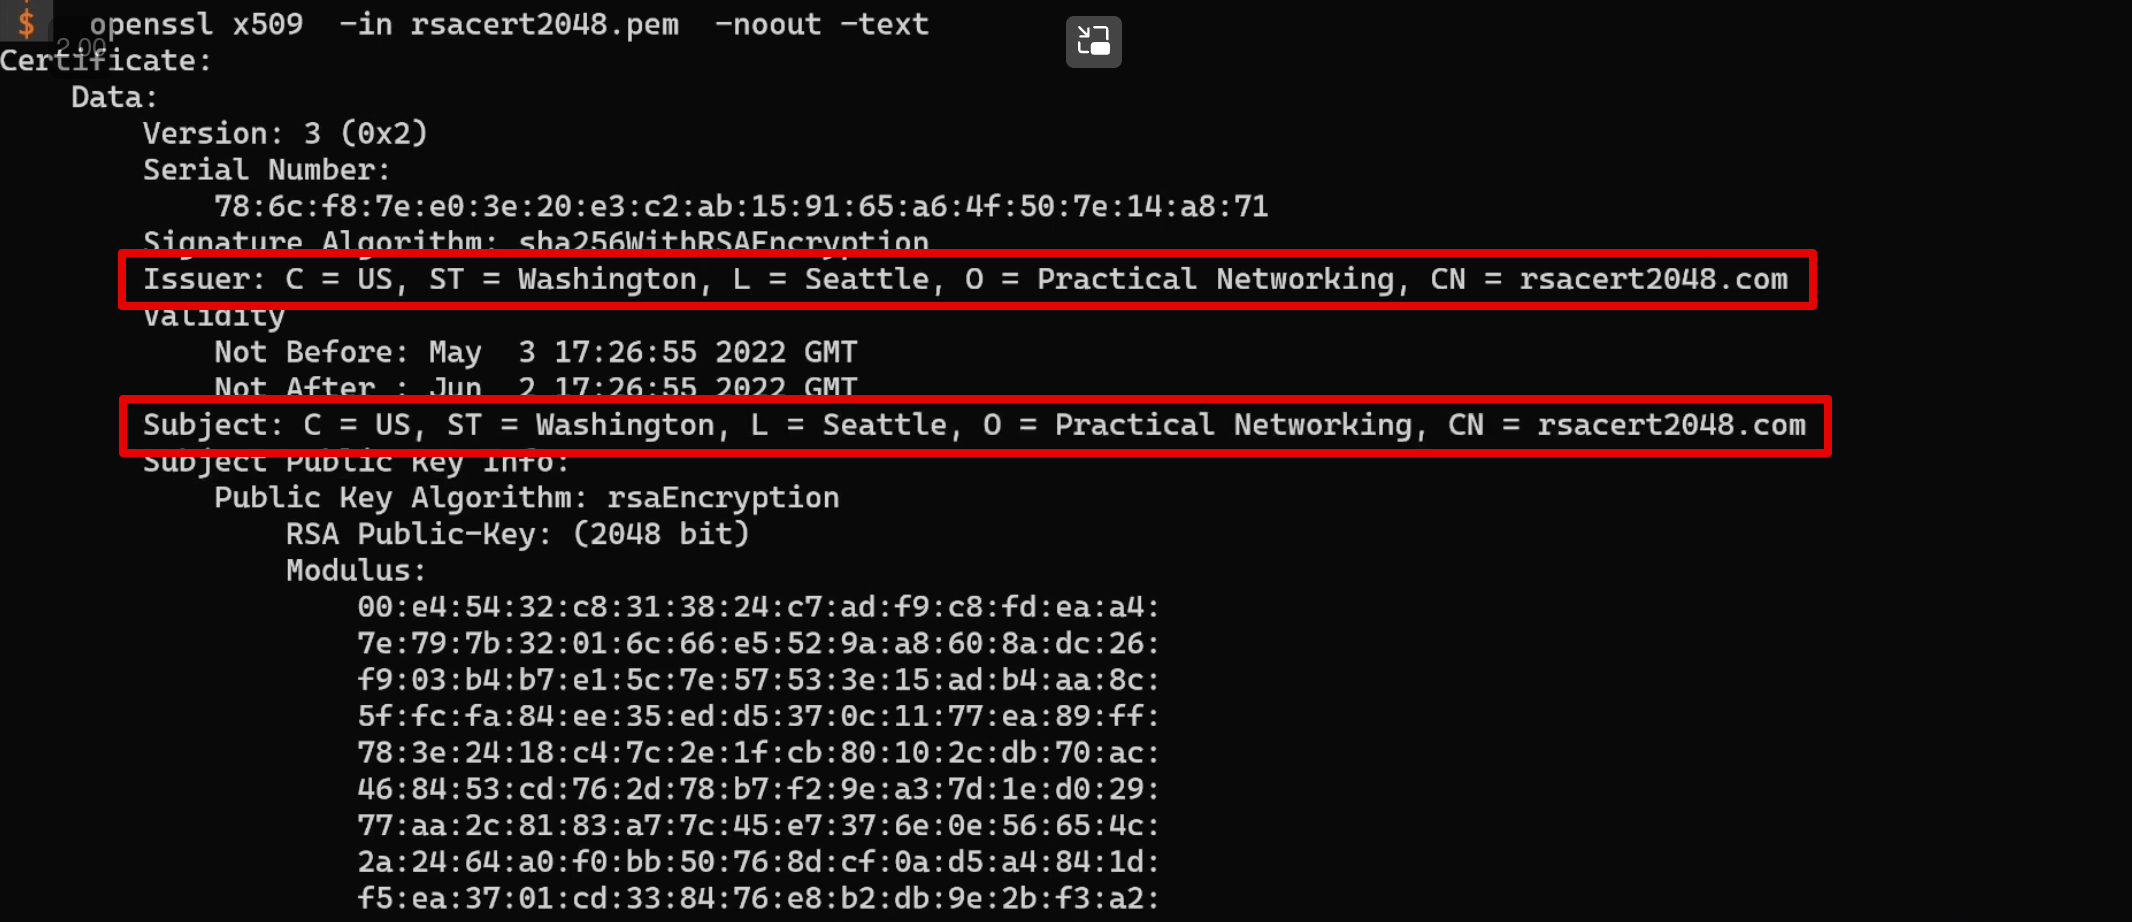 $ openssl x509  -in rsacert2048.pem  -noout -text
2.00
Certificate:
    Data:
        Version: 3 (0x2)
        Serial Number:
            78:6c:f8:7e:e0:3e:20:e3:c2:ab:15:91:65:a6:4f:50:7e:14:a8:71
        Signature Algorithm: sha256WithRSAEncryption
        Issuer: C = US, ST = Washington, L = Seattle, O = Practical Networking, CN = rsacert2048.com
        Validity
            Not Before: May  3 17:26:55 2022 GMT
            Not After : Jun  2 17:26:55 2022 GMT
        Subject: C = US, ST = Washington, L = Seattle, O = Practical Networking, CN = rsacert2048.com
        Subject Public Key Info:
            Public Key Algorithm: rsaEncryption
                RSA Public-Key: (2048 bit)
                Modulus:
                    00:e4:54:32:c8:31:38:24:c7:ad:f9:c8:fd:ea:a4:
                    7e:79:7b:32:01:6c:66:e5:52:9a:a8:60:8a:dc:26:
                    f9:03:b4:b7:e1:5c:7e:57:53:3e:15:ad:b4:aa:8c:
                    5f:fc:fa:84:ee:35:ed:d5:37:0c:11:77:ea:89:ff:
                    78:3e:24:18:c4:7c:2e:1f:cb:80:10:2c:db:70:ac:
                    46:84:53:cd:76:2d:78:b7:f2:9e:a3:7d:1e:d0:29:
                    77:aa:2c:81:83:a7:7c:45:e7:37:6e:0e:56:65:4c:
                    2a:24:64:a0:f0:bb:50:76:8d:cf:0a:d5:a4:84:1d:
                    f5:ea:37:01:cd:33:84:76:e8:b2:db:9e:2b:f3:a2: